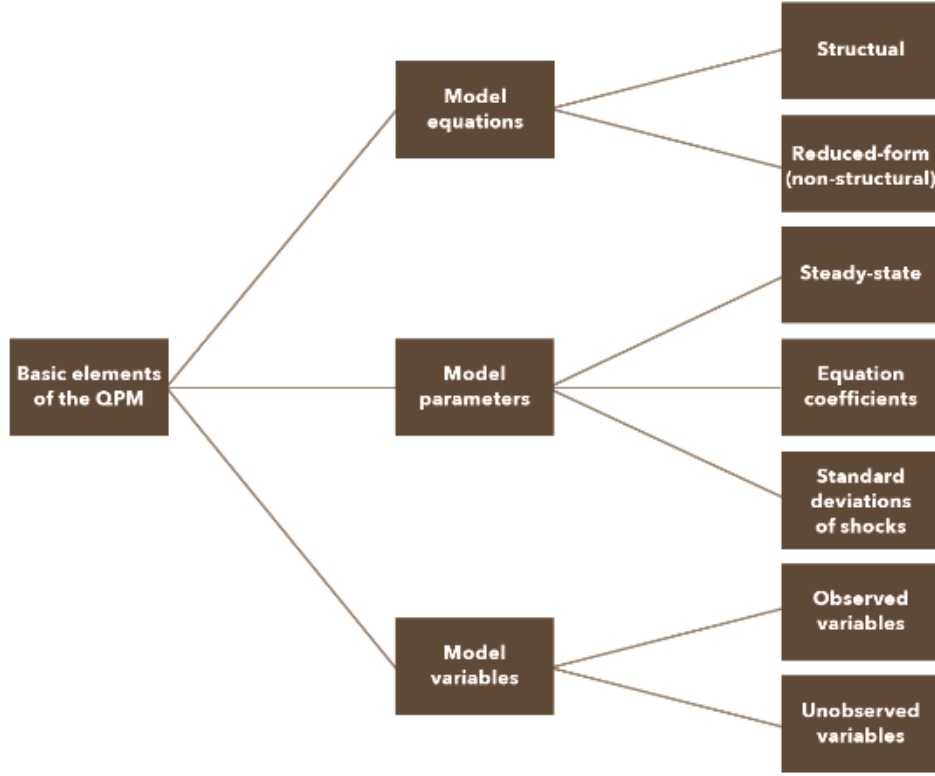 Structual
Model
equations
Reduced-form
(non-structural)
Steady-state
Basic elements
of the QPM
Model
parameters
Equation
coefficients
Standard
deviations
of shocks
Observed
variables
Model
variables
Unobserved
variables